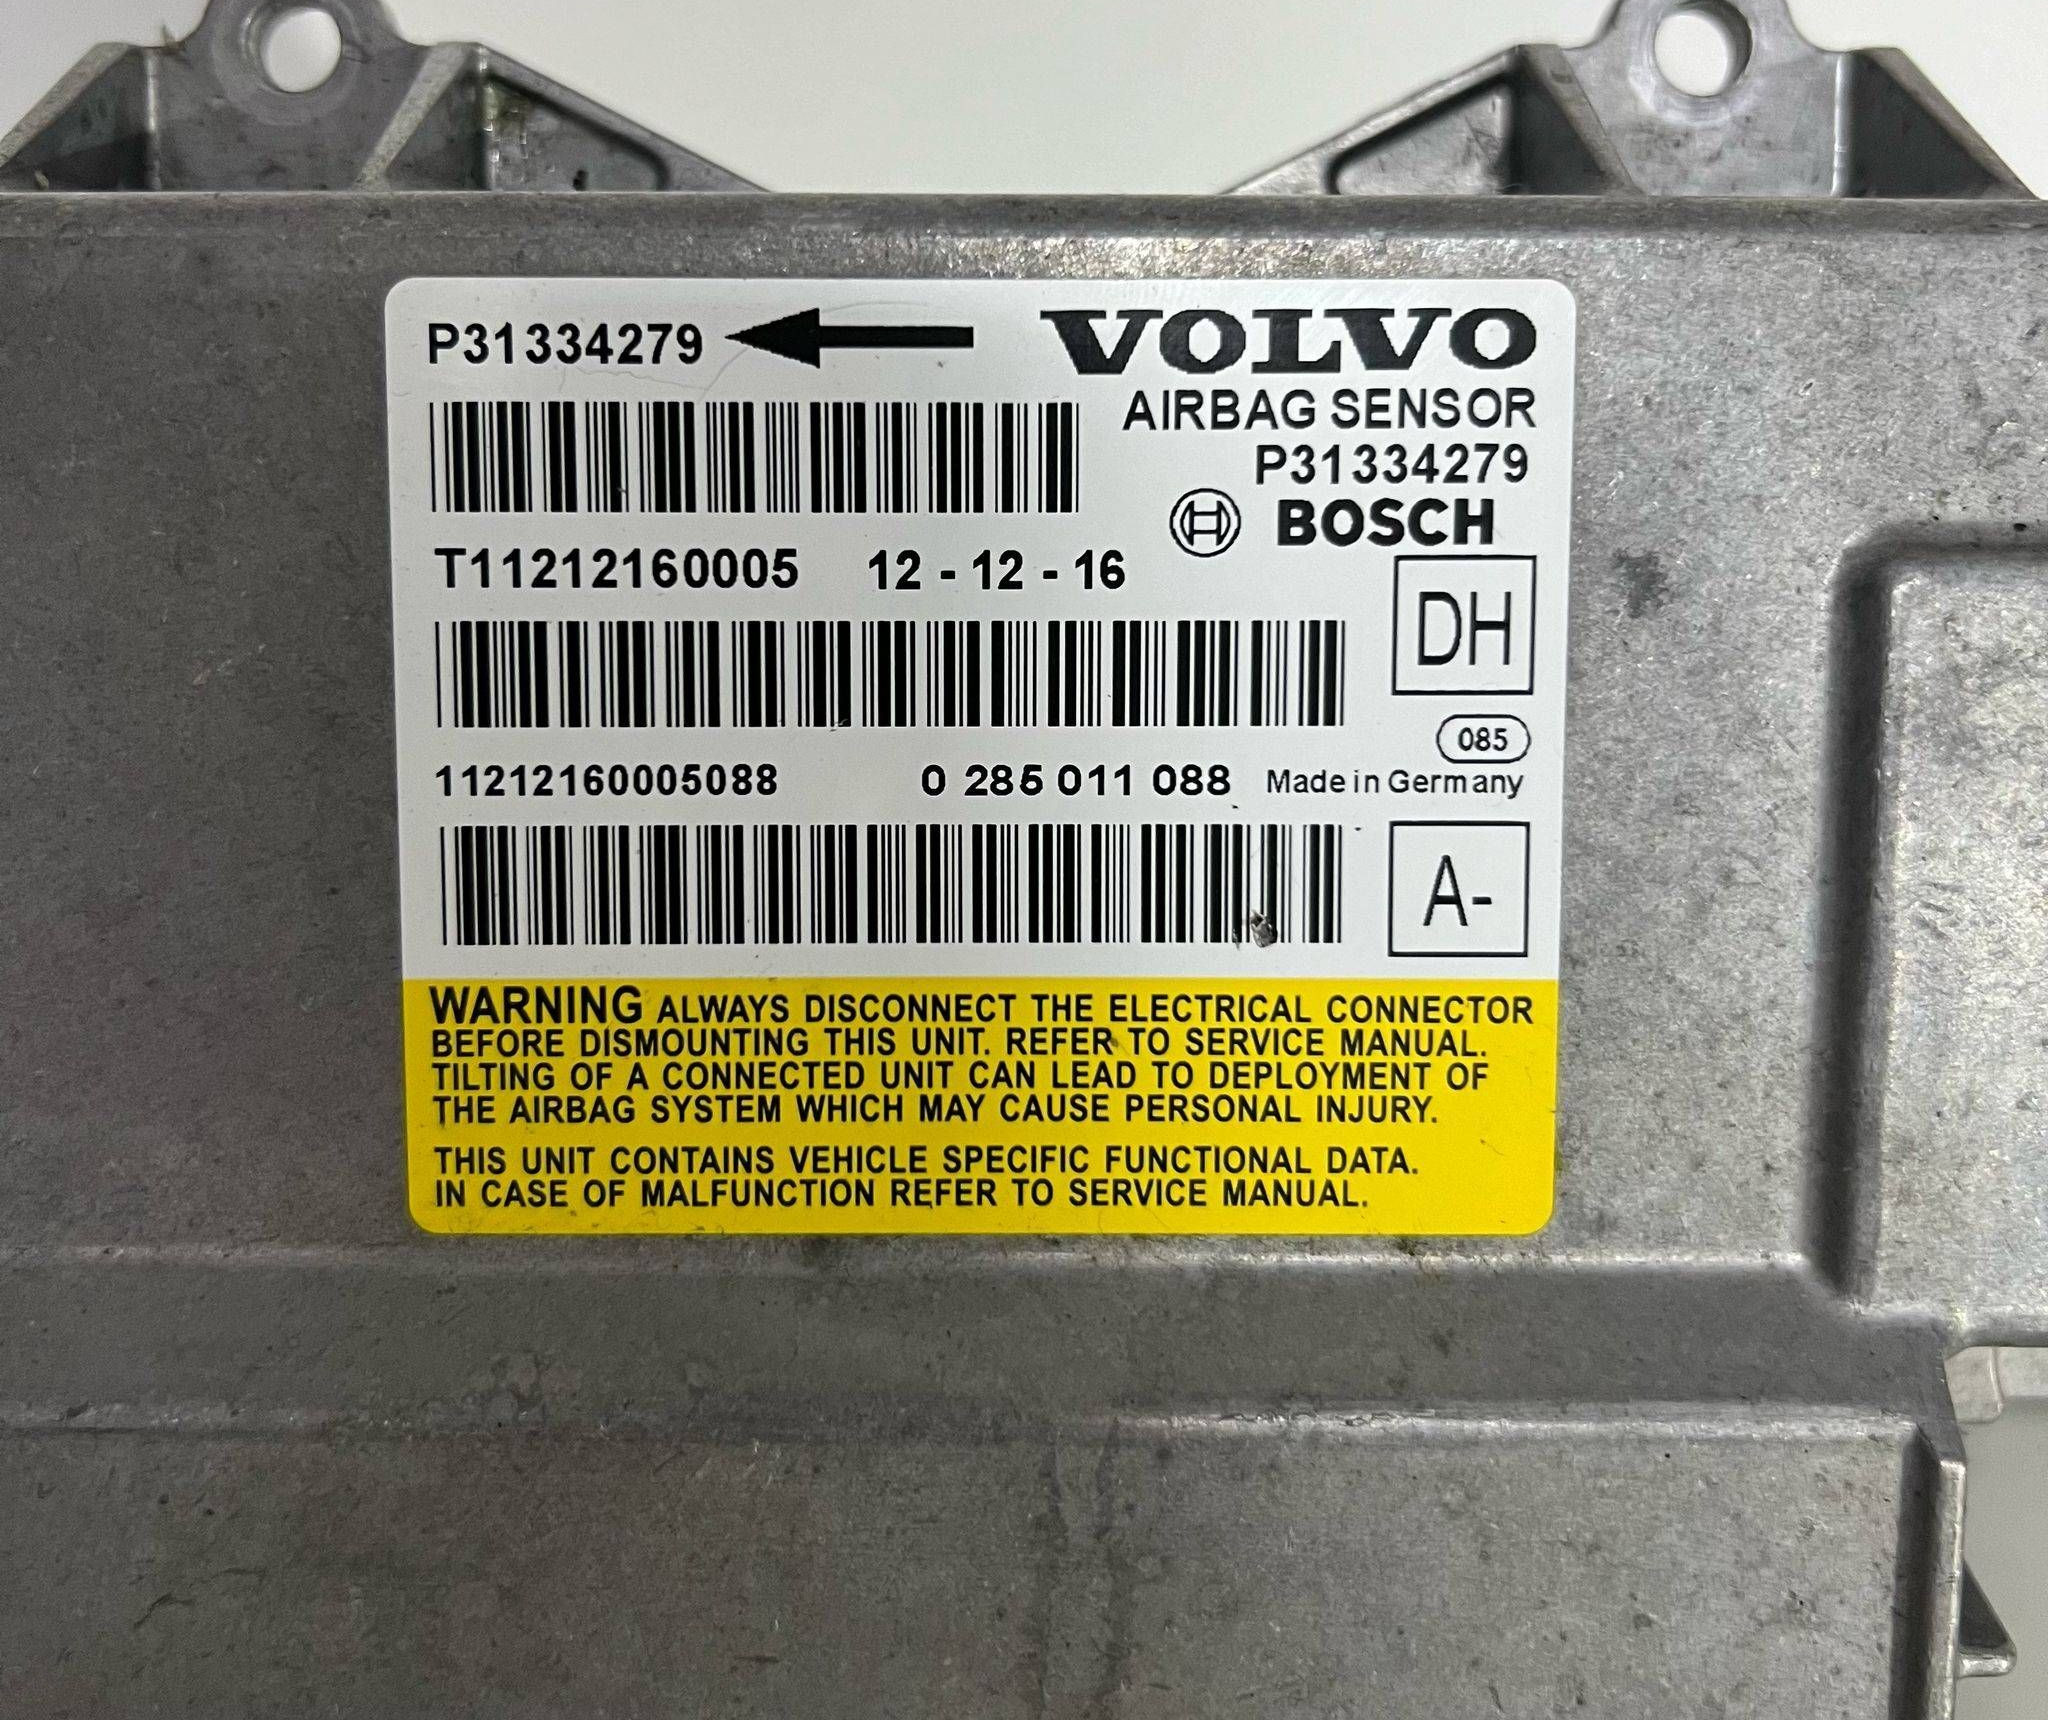 P31334279
VOLVO
AIRBAG SENSOR
P31334279
BOSCH
T11212160005 12 - 12 - 16
DH
085
11212160005088 0 285 011 088 Made in Germany
A-
WARNING ALWAYS DISCONNECT THE ELECTRICAL CONNECTOR
BEFORE DISMOUNTING THIS UNIT. REFER TO SERVICE MANUAL.
TILTING OF A CONNECTED UNIT CAN LEAD TO DEPLOYMENT OF
THE AIRBAG SYSTEM WHICH MAY CAUSE PERSONAL INJURY.
THIS UNIT CONTAINS VEHICLE SPECIFIC FUNCTIONAL DATA.
IN CASE OF MALFUNCTION REFER TO SERVICE MANUAL.